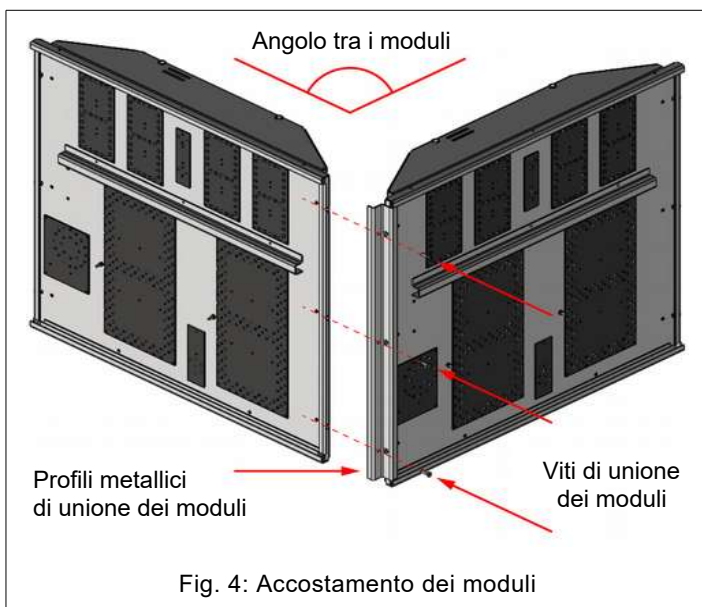 Angolo tra i moduli
Profili metallici
di unione dei moduli
Viti di unione
dei moduli
Fig. 4: Accostamento dei moduli